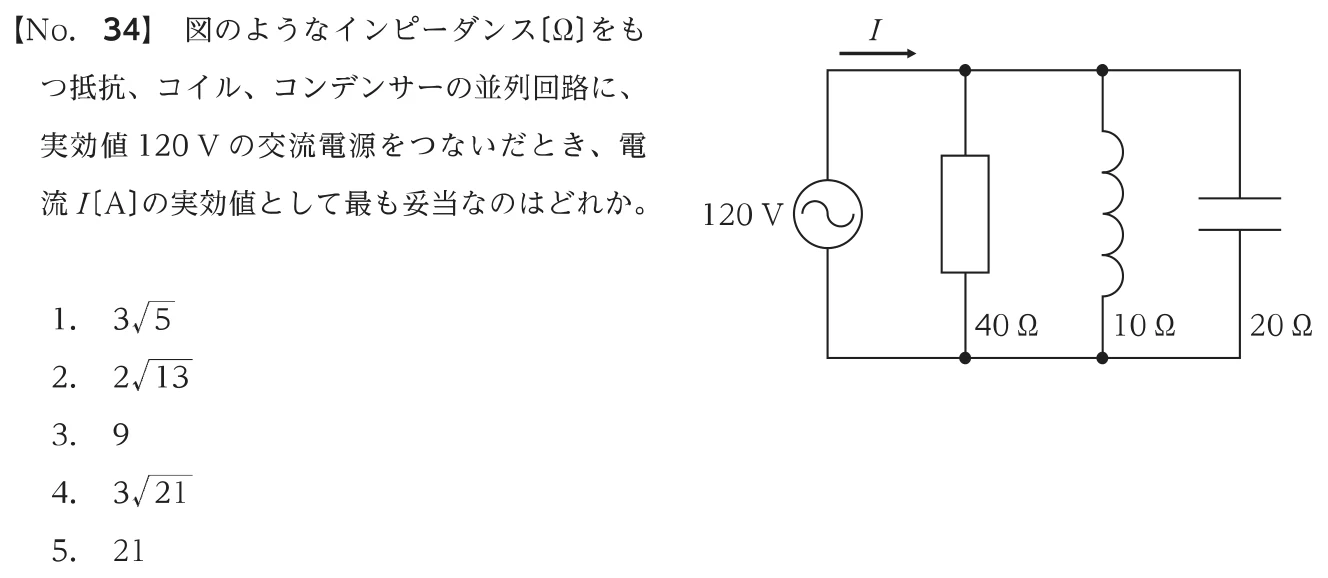 【No. 34】 図のようなインピーダンス〔Ω〕をも
つ抵抗、コイル、コンデンサーの並列回路に、
実効値 120 V の交流電源をつないだとき、電
流 I〔A〕の実効値として最も妥当なのはどれか。
1. 3√5
2. 2√13
3. 9
4. 3√21
5. 21
I
120 V
40 Ω
10 Ω
20 Ω